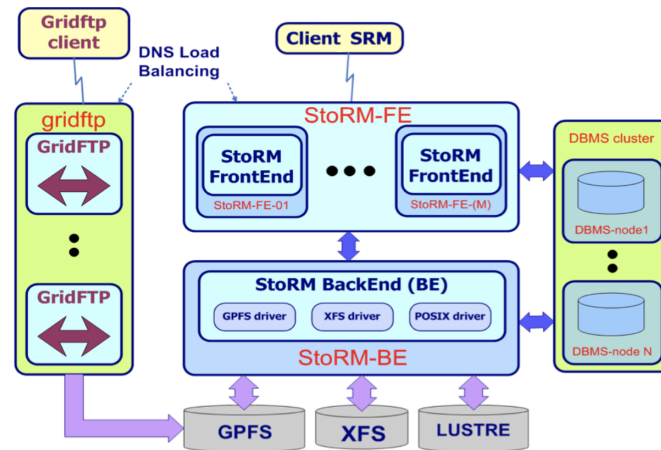 Gridftp
client
DNS Load
Balancing
Client SRM
gridftp
GridFTP
GridFTP
StoRM-FE
StoRM
FrontEnd
StoRM-FE-01
StoRM
FrontEnd
StoRM-FE-(M)
DBMS cluster
DBMS-node1
DBMS-node N
StoRM BackEnd (BE)
GPFS driver
XFS driver
POSIX driver
StoRM-BE
GPFS
XFS
LUSTRE